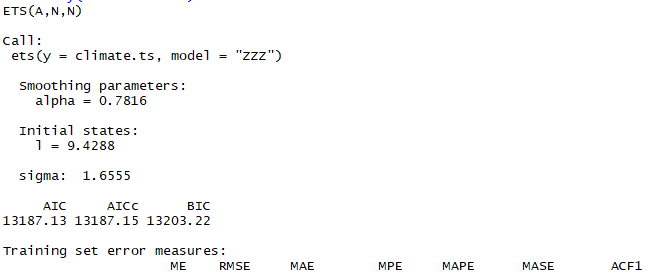 ETS(A,N,N)
Call:
ets(y = climate.ts, model = "ZZZ")
Smoothing parameters:
alpha = 0.7816
Initial states:
l = 9.4288
sigma:  1.6555
AIC     AICc      BIC
13187.13 13187.15 13203.22
Training set error measures:
ME    RMSE     MAE        MPE     MAPE      MASE       ACF1